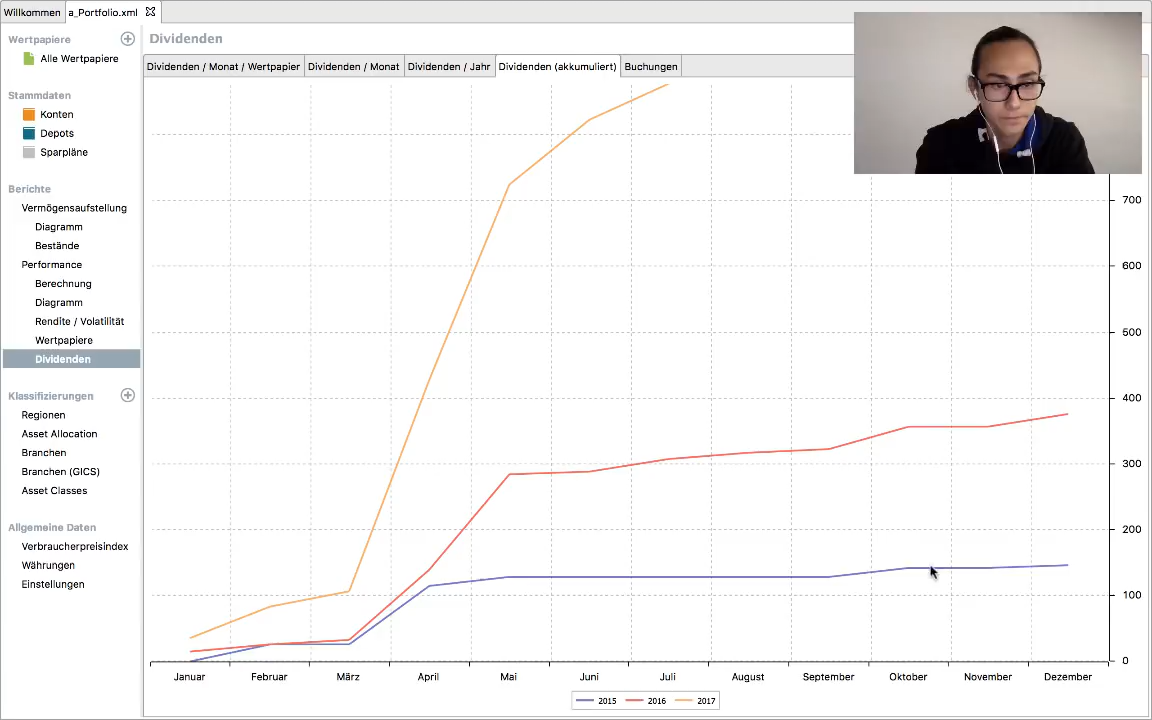 Willkommen a_Portfolio.xml
Wertpapiere
Alle Wertpapiere
Stammdaten
Konten
Depots
Sparpläne
Berichte
Vermögensaufstellung
Diagramm
Bestände
Performance
Berechnung
Diagramm
Rendite / Volatilität
Wertpapiere
Dividenden
Klassifizierungen
Regionen
Asset Allocation
Branchen
Branchen (GICS)
Asset Classes
Allgemeine Daten
Verbraucherpreisindex
Währungen
Einstellungen
Dividenden
Dividenden / Monat / Wertpapier Dividenden / Monat Dividenden / Jahr Dividenden (akkumuliert) Buchungen
700
600
500
400
300
200
100
0
Januar Februar März April Mai Juni Juli August September Oktober November Dezember
2015 2016 2017